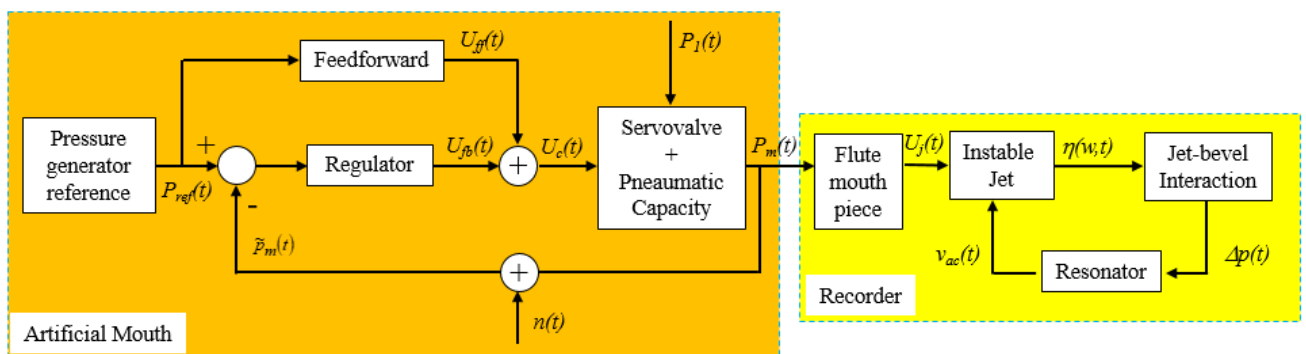 U_ff(t)
P_1(t)
Feedforward
Pressure
generator
reference
+
P_ref(t)
-
Regulator
U_fb(t)
+
U_c(t)
Servovalve
+
Pneaumatic
Capacity
P_m(t)
p̃_m(t)
+
n(t)
Artificial Mouth
Flute
mouth
piece
U_j(t)
Instable
Jet
η(w,t)
Jet-bevel
Interaction
v_ac(t)
Resonator
Δp(t)
Recorder